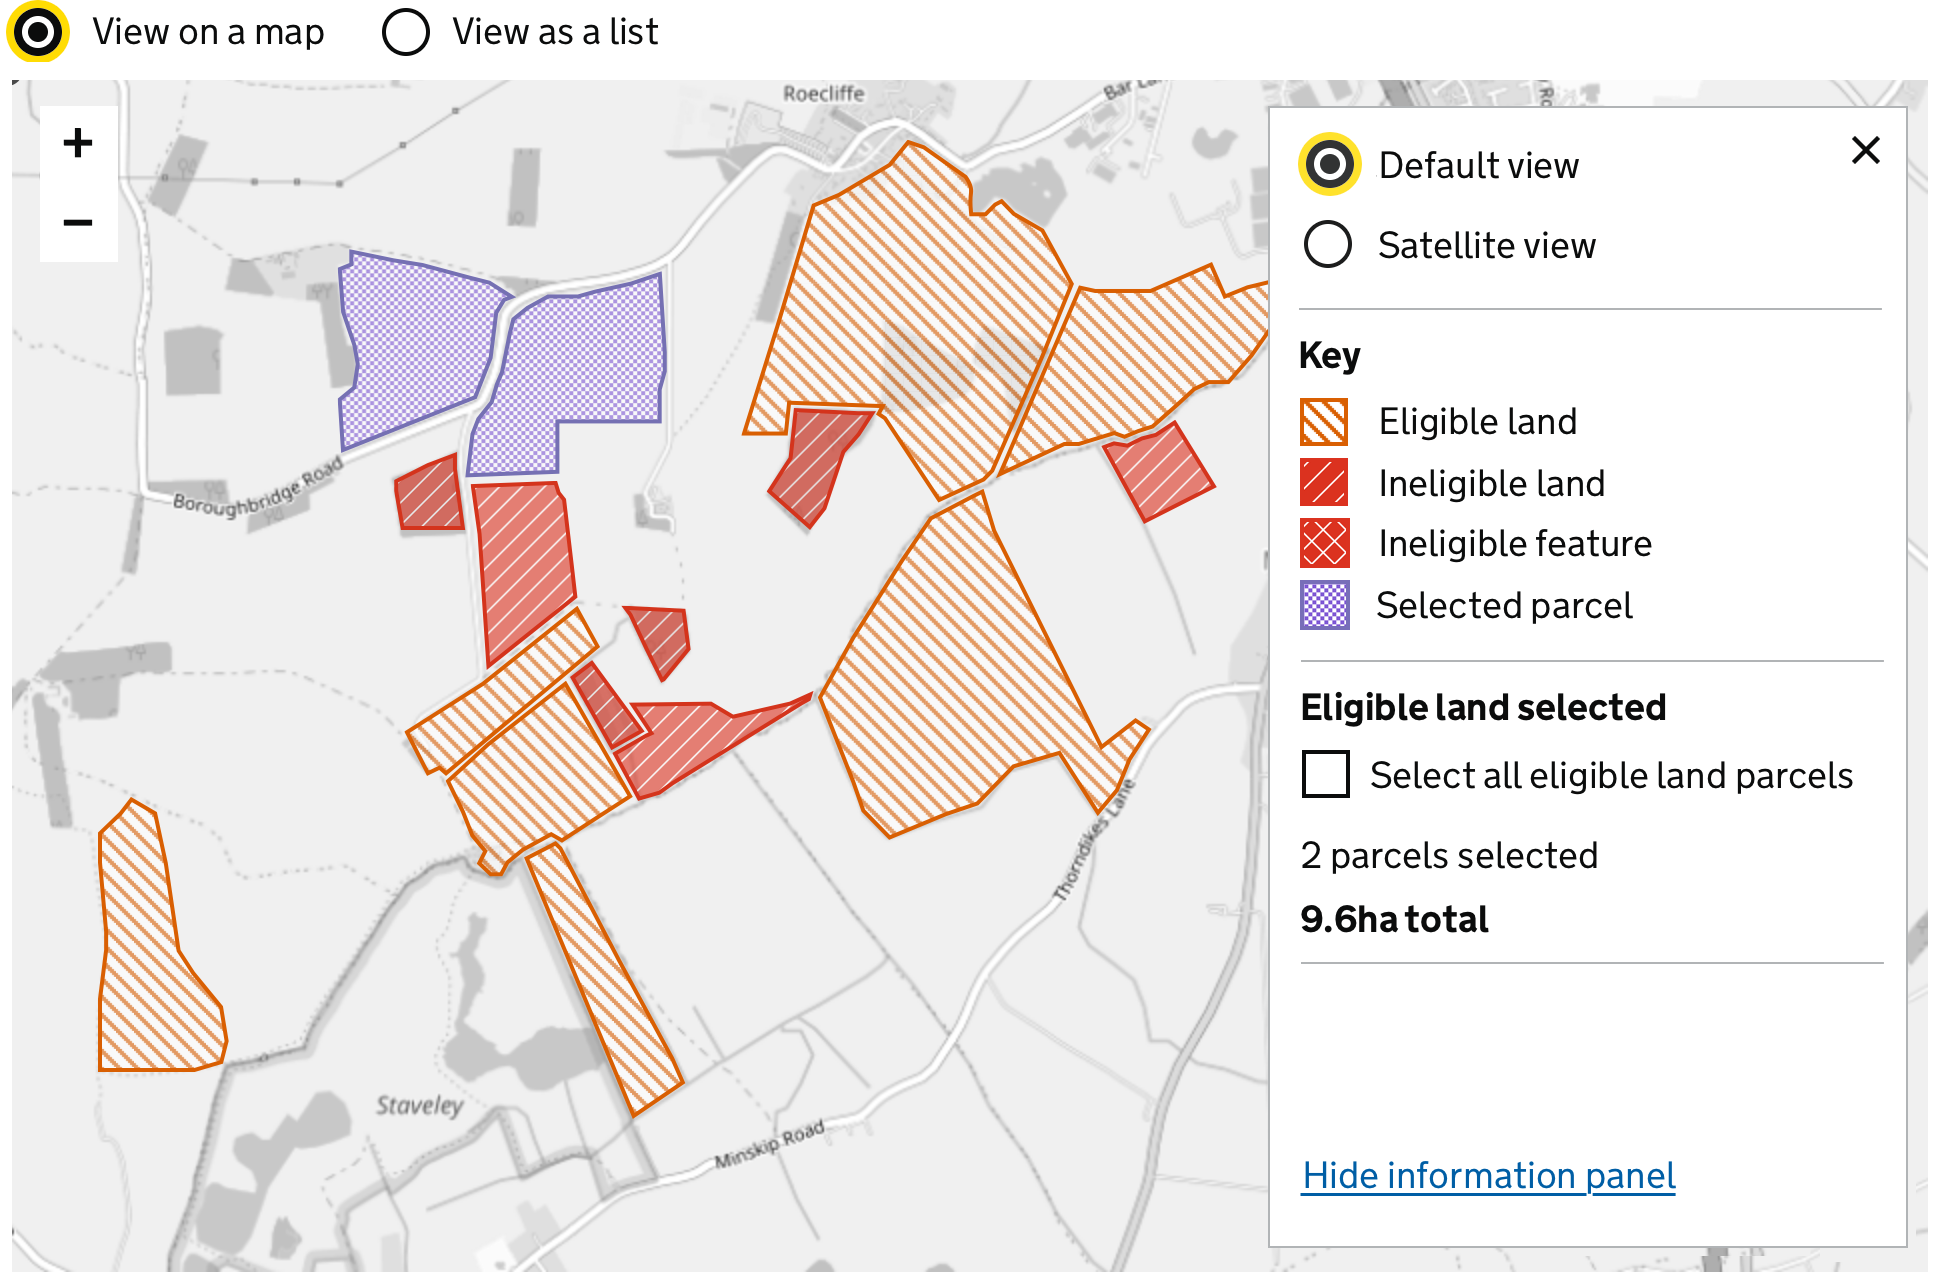 View on a map
View as a list
Roecliffe
+
−
Default view
Satellite view
Key
Eligible land
Ineligible land
Ineligible feature
Selected parcel
Boroughbridge Road
Eligible land selected
Select all eligible land parcels
2 parcels selected
9.6ha total
Thorndikes Lane
Staveley
Minskip Road
Hide information panel